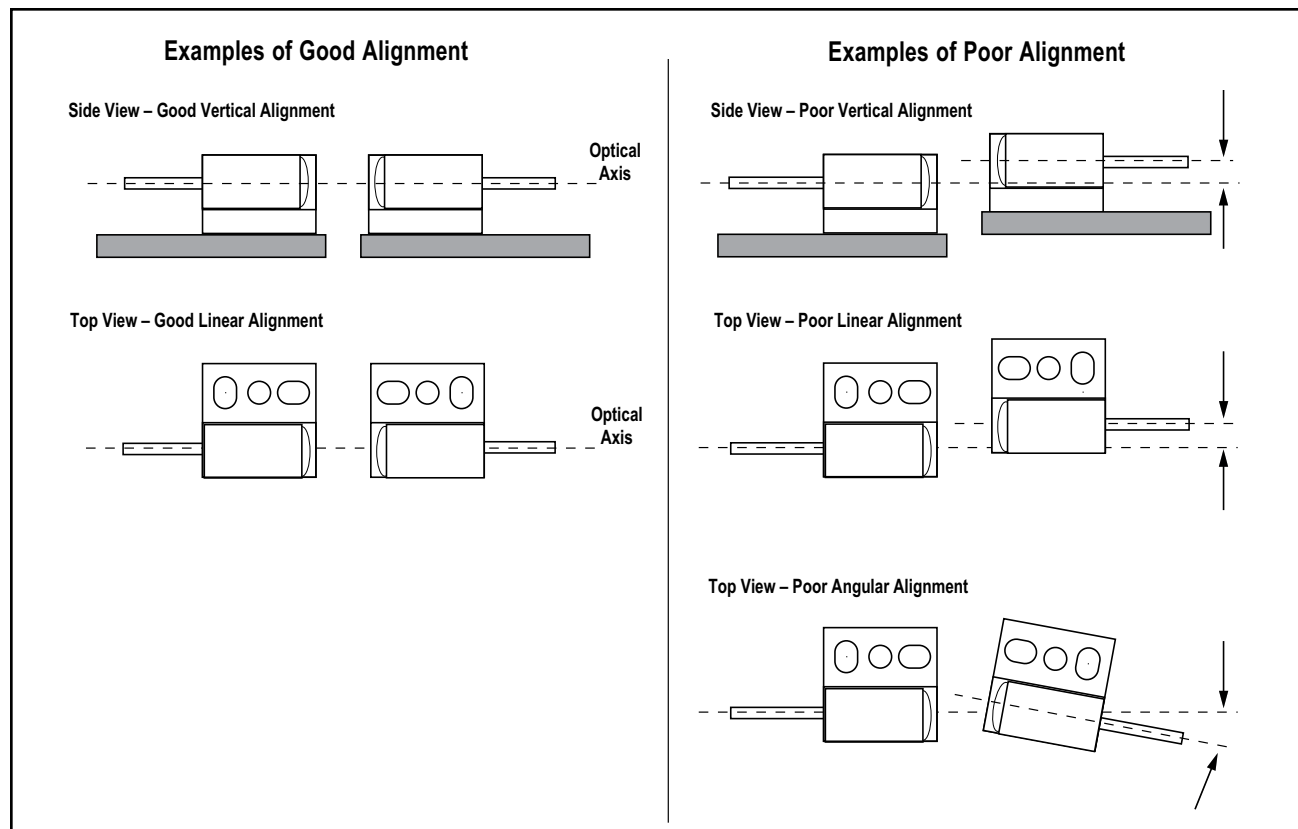 Examples of Good Alignment
Side View – Good Vertical Alignment
Optical
Axis
Top View – Good Linear Alignment
Optical
Axis
Examples of Poor Alignment
Side View – Poor Vertical Alignment
Top View – Poor Linear Alignment
Top View – Poor Angular Alignment